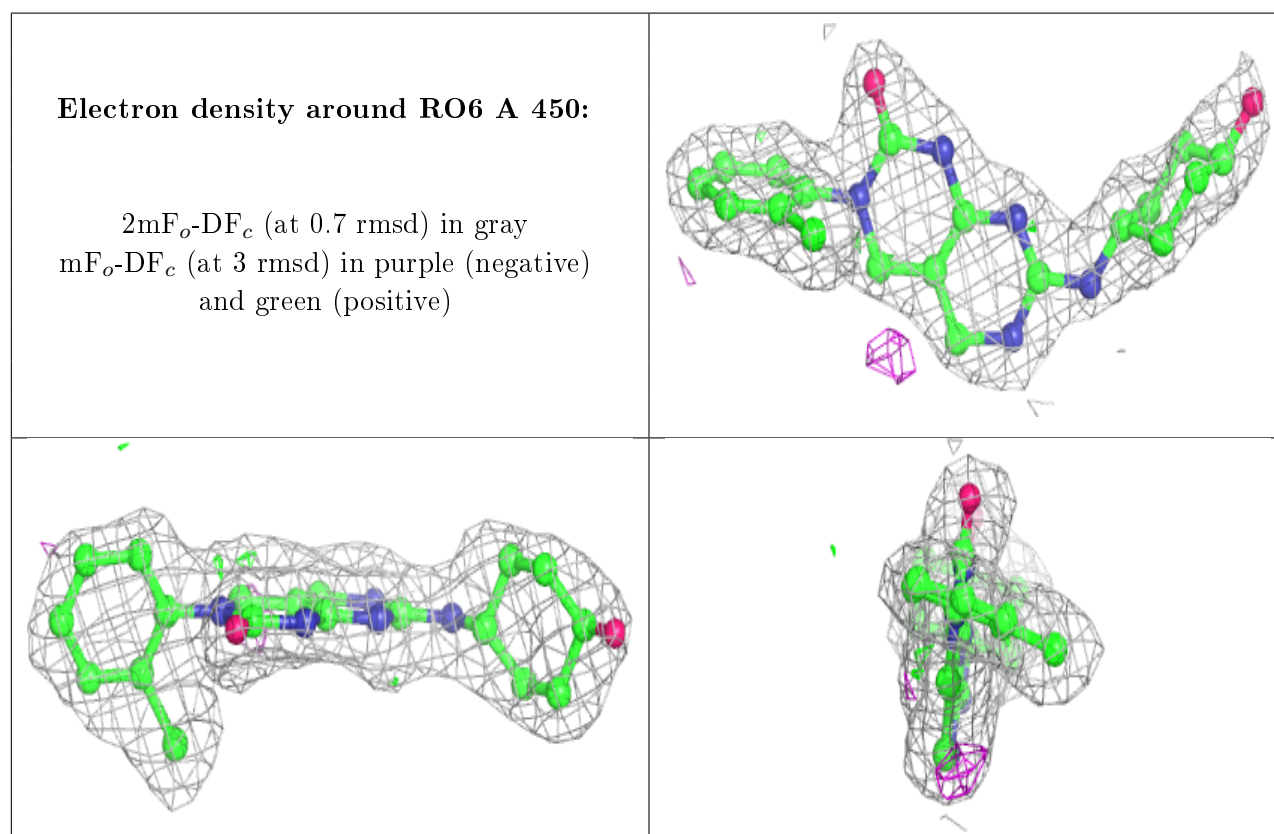 Electron density around RO6 A 450:
2mFₒ-DF𝒸 (at 0.7 rmsd) in gray
mFₒ-DF𝒸 (at 3 rmsd) in purple (negative)
and green (positive)